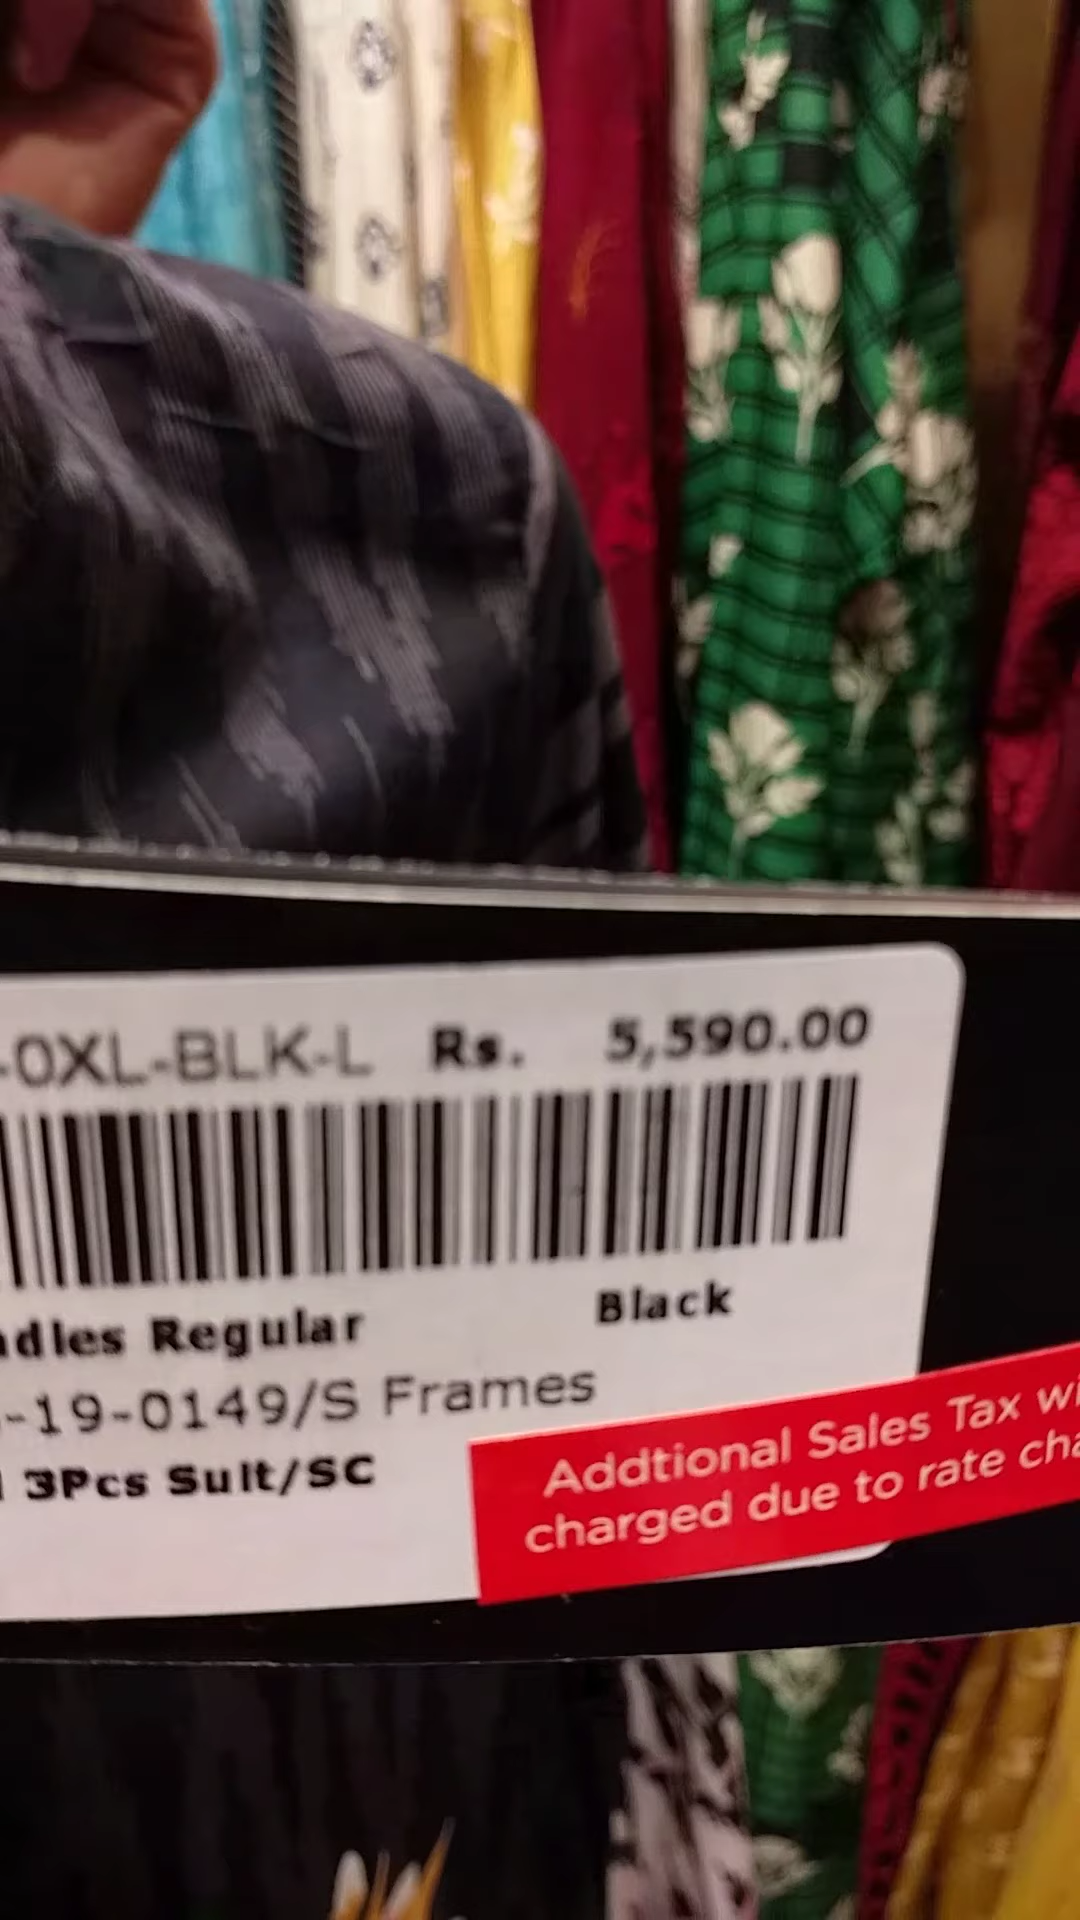 -0XL-BLK-L Rs. 5,590.00
dles Regular Black
-19-0149/S Frames
3Pcs Suit/SC
Addtional Sales Tax wi
charged due to rate cha